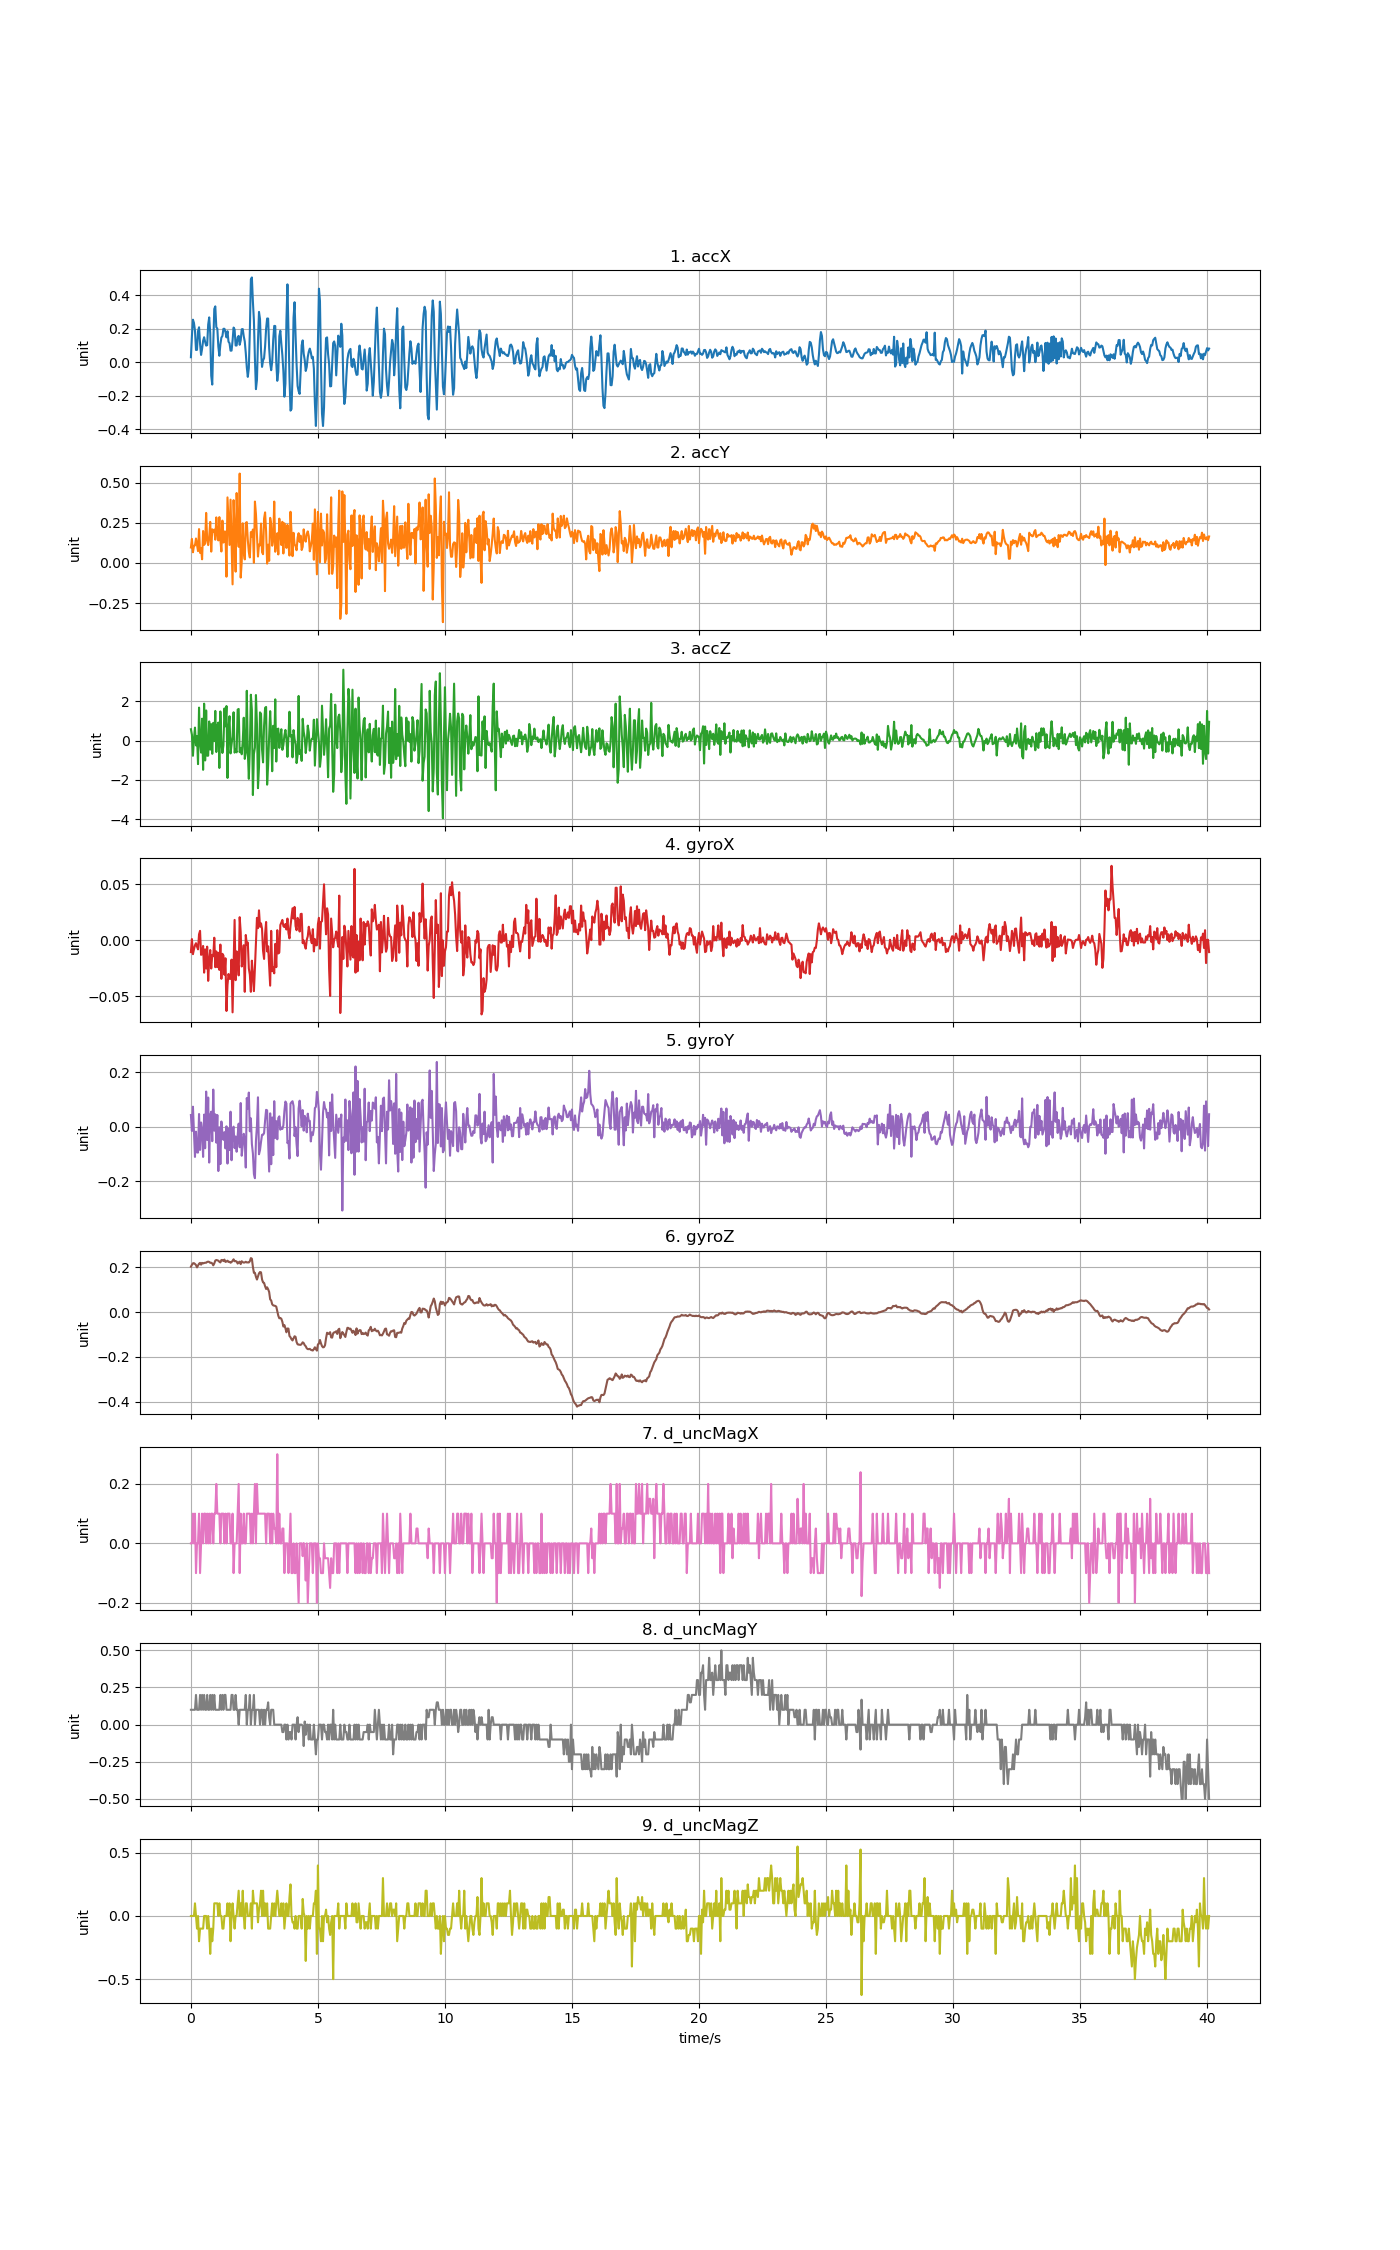 1. accX
0.4
0.2
0.0
−0.2
−0.4
unit
2. accY
0.50
0.25
0.00
−0.25
unit
3. accZ
2
0
−2
−4
unit
4. gyroX
0.05
0.00
−0.05
unit
5. gyroY
0.2
0.0
−0.2
unit
6. gyroZ
0.2
0.0
−0.2
−0.4
unit
7. d_uncMagX
0.2
0.0
−0.2
unit
8. d_uncMagY
0.50
0.25
0.00
−0.25
−0.50
unit
9. d_uncMagZ
0.5
0.0
−0.5
unit
0 5 10 15 20 25 30 35 40
time/s